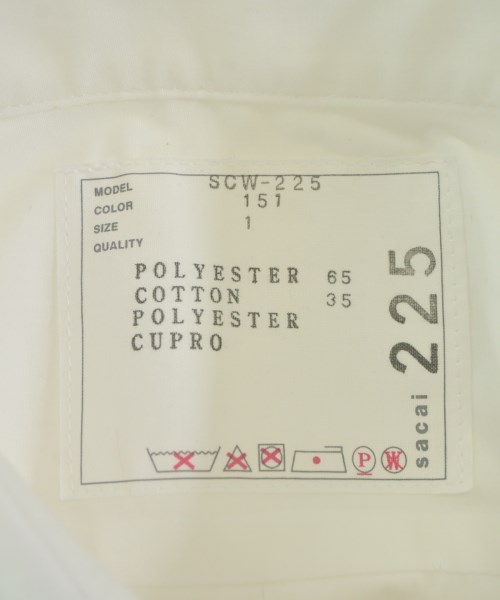 MODEL SCW-225
COLOR 151
SIZE 1
QUALITY
POLYESTER 65
COTTON 35
POLYESTER
CUPRO
P W
sacai 225